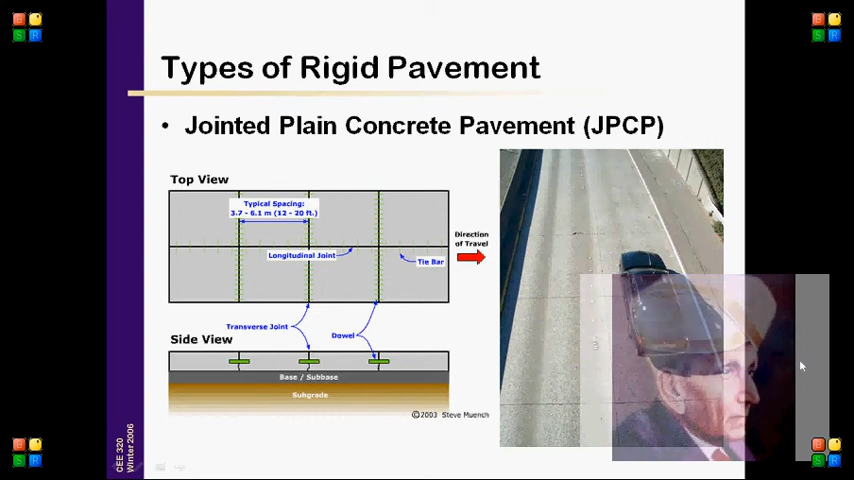 Types of Rigid Pavement
• Jointed Plain Concrete Pavement (JPCP)
Top View
Typical Spacing:
3.7 - 6.1 m (12 - 20 ft.)
Longitudinal Joint
Tie Bar
Direction
of Travel
Transverse Joint
Dowel
Side View
Base / Subbase
Subgrade
©2003 Steve Muench
CEE 320
Winter 2006
B
S R
B
S R
B
S R
B
S R